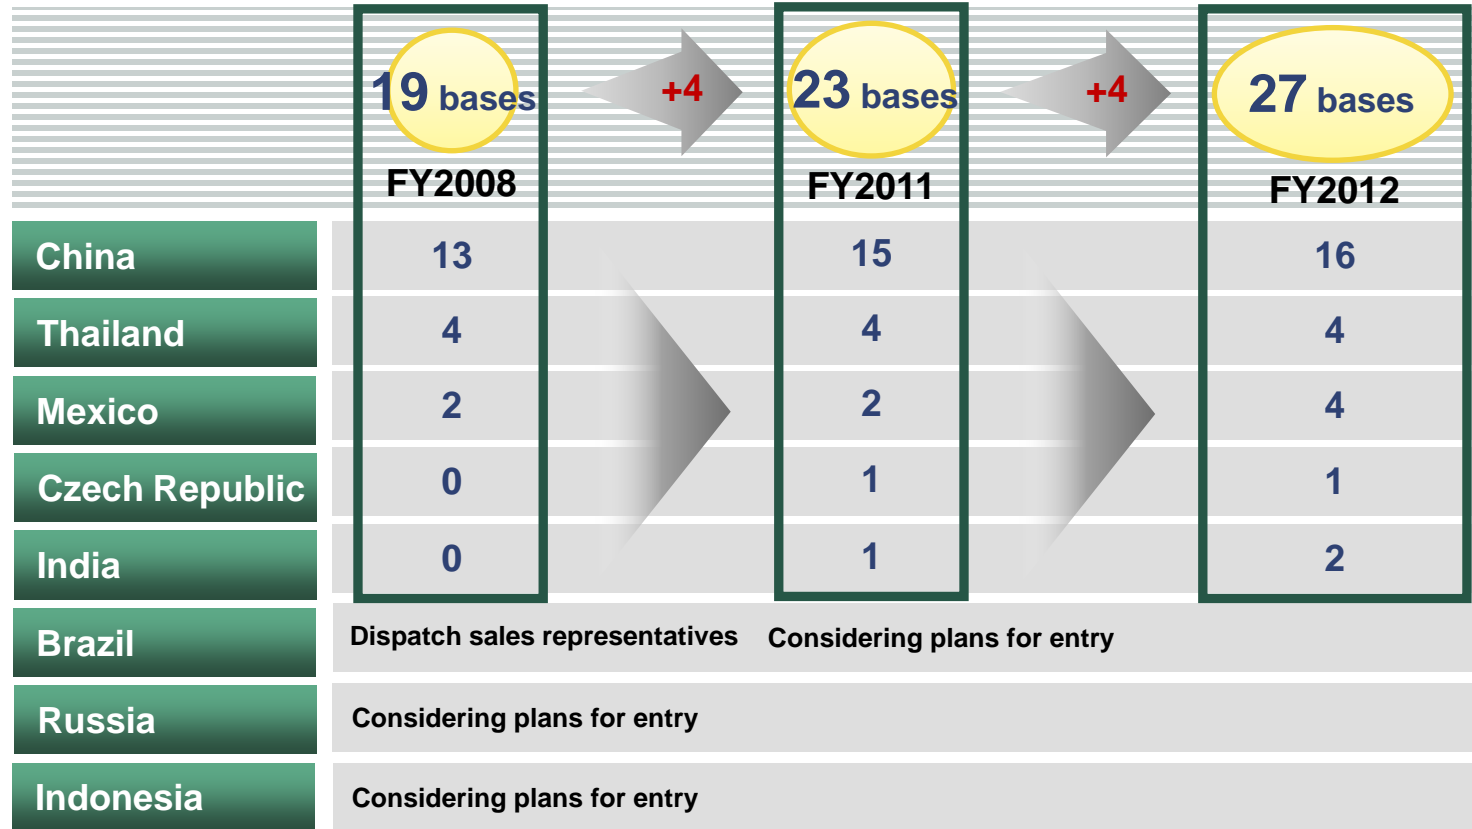 19 bases +4 23 bases +4 27 bases
FY2008 FY2011 FY2012
China 13 15 16
Thailand 4 4 4
Mexico 2 2 4
Czech Republic 0 1 1
India 0 1 2
Brazil Dispatch sales representatives Considering plans for entry
Russia Considering plans for entry
Indonesia Considering plans for entry